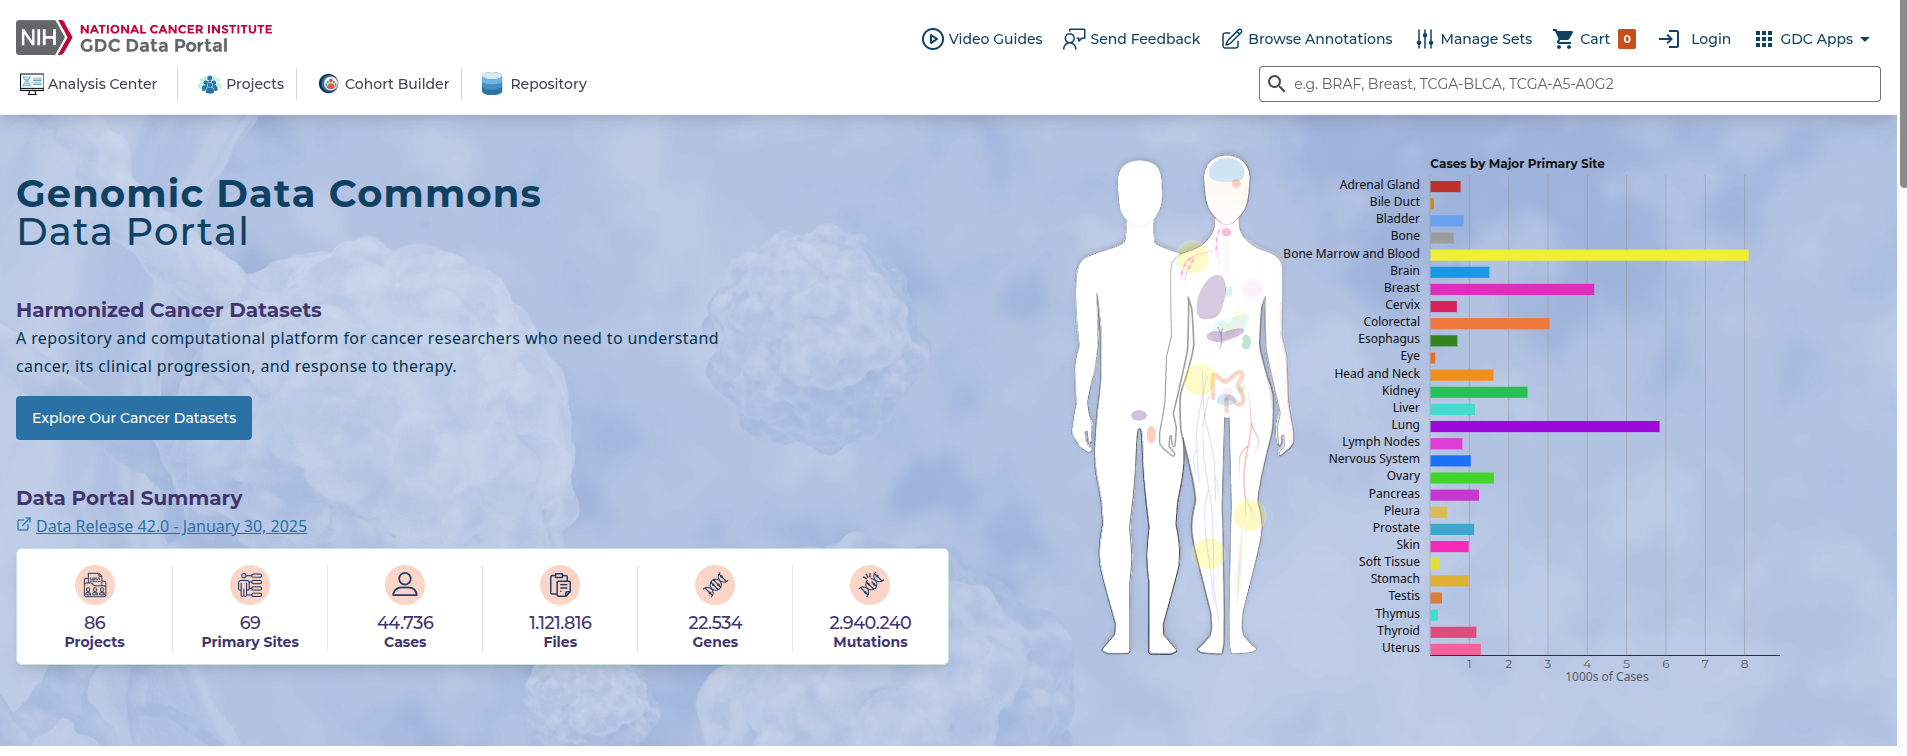 NIH NATIONAL CANCER INSTITUTE
GDC Data Portal
Video Guides
Send Feedback
Browse Annotations
Manage Sets
Cart 0
Login
GDC Apps
Analysis Center
Projects
Cohort Builder
Repository
e.g. BRAF, Breast, TCGA-BLCA, TCGA-A5-A0G2
Genomic Data Commons
Data Portal
Harmonized Cancer Datasets
A repository and computational platform for cancer researchers who need to understand
cancer, its clinical progression, and response to therapy.
Explore Our Cancer Datasets
Data Portal Summary
Data Release 42.0 - January 30, 2025
86
Projects
69
Primary Sites
44.736
Cases
1.121.816
Files
22.534
Genes
2.940.240
Mutations
Cases by Major Primary Site
Adrenal Gland
Bile Duct
Bladder
Bone
Bone Marrow and Blood
Brain
Breast
Cervix
Colorectal
Esophagus
Eye
Head and Neck
Kidney
Liver
Lung
Lymph Nodes
Nervous System
Ovary
Pancreas
Pleura
Prostate
Skin
Soft Tissue
Stomach
Testis
Thymus
Thyroid
Uterus
1 2 3 4 5 6 7 8
1000s of Cases